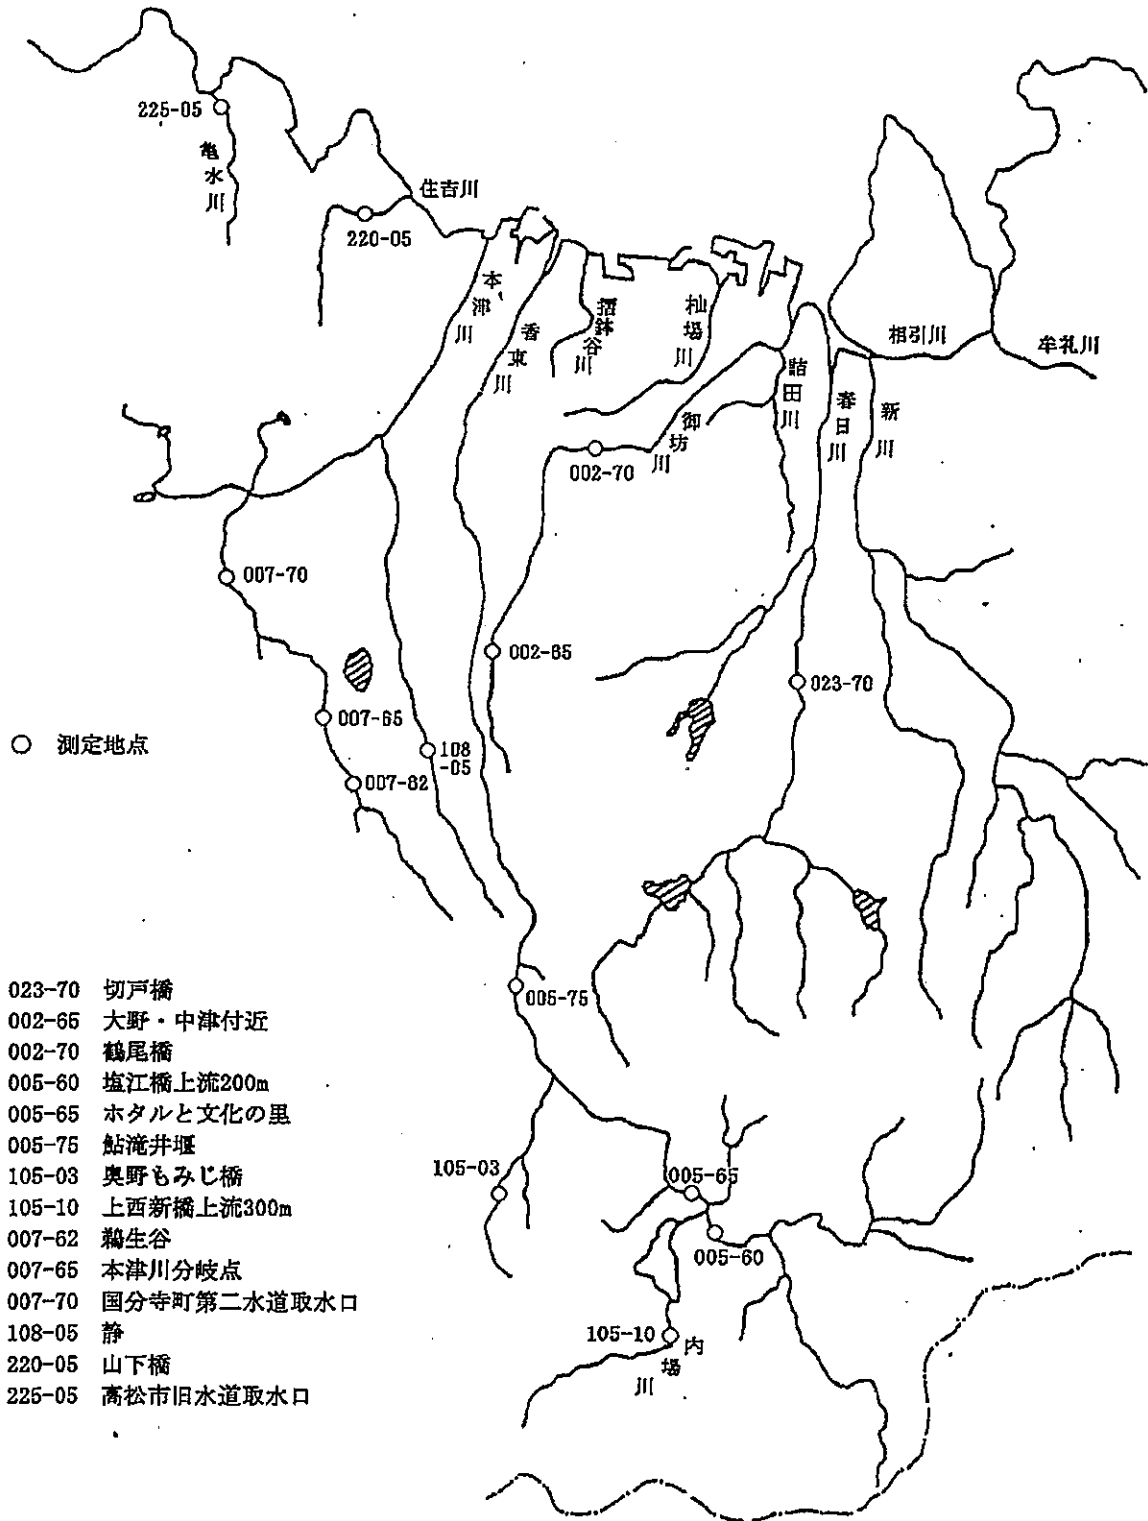 225-05
亀水川
住吉川
220-05
本津川
香東川
摺鉢谷川
杣場川
詰田川
御坊川
春日川
新川
相引川
牟礼川
002-70
007-70
002-65
023-70
007-65
108
-05
007-82
○ 測定地点
005-75
105-03
005-65
005-60
105-10
内場川
023-70 切戸橋
002-65 大野・中津付近
002-70 鶴尾橋
005-60 塩江橋上流200m
005-65 ホタルと文化の里
005-75 鮎滝井堰
105-03 奥野もみじ橋
105-10 上西新橋上流300m
007-62 鵜生谷
007-65 本津川分岐点
007-70 国分寺町第二水道取水口
108-05 静
220-05 山下橋
225-05 高松市旧水道取水口